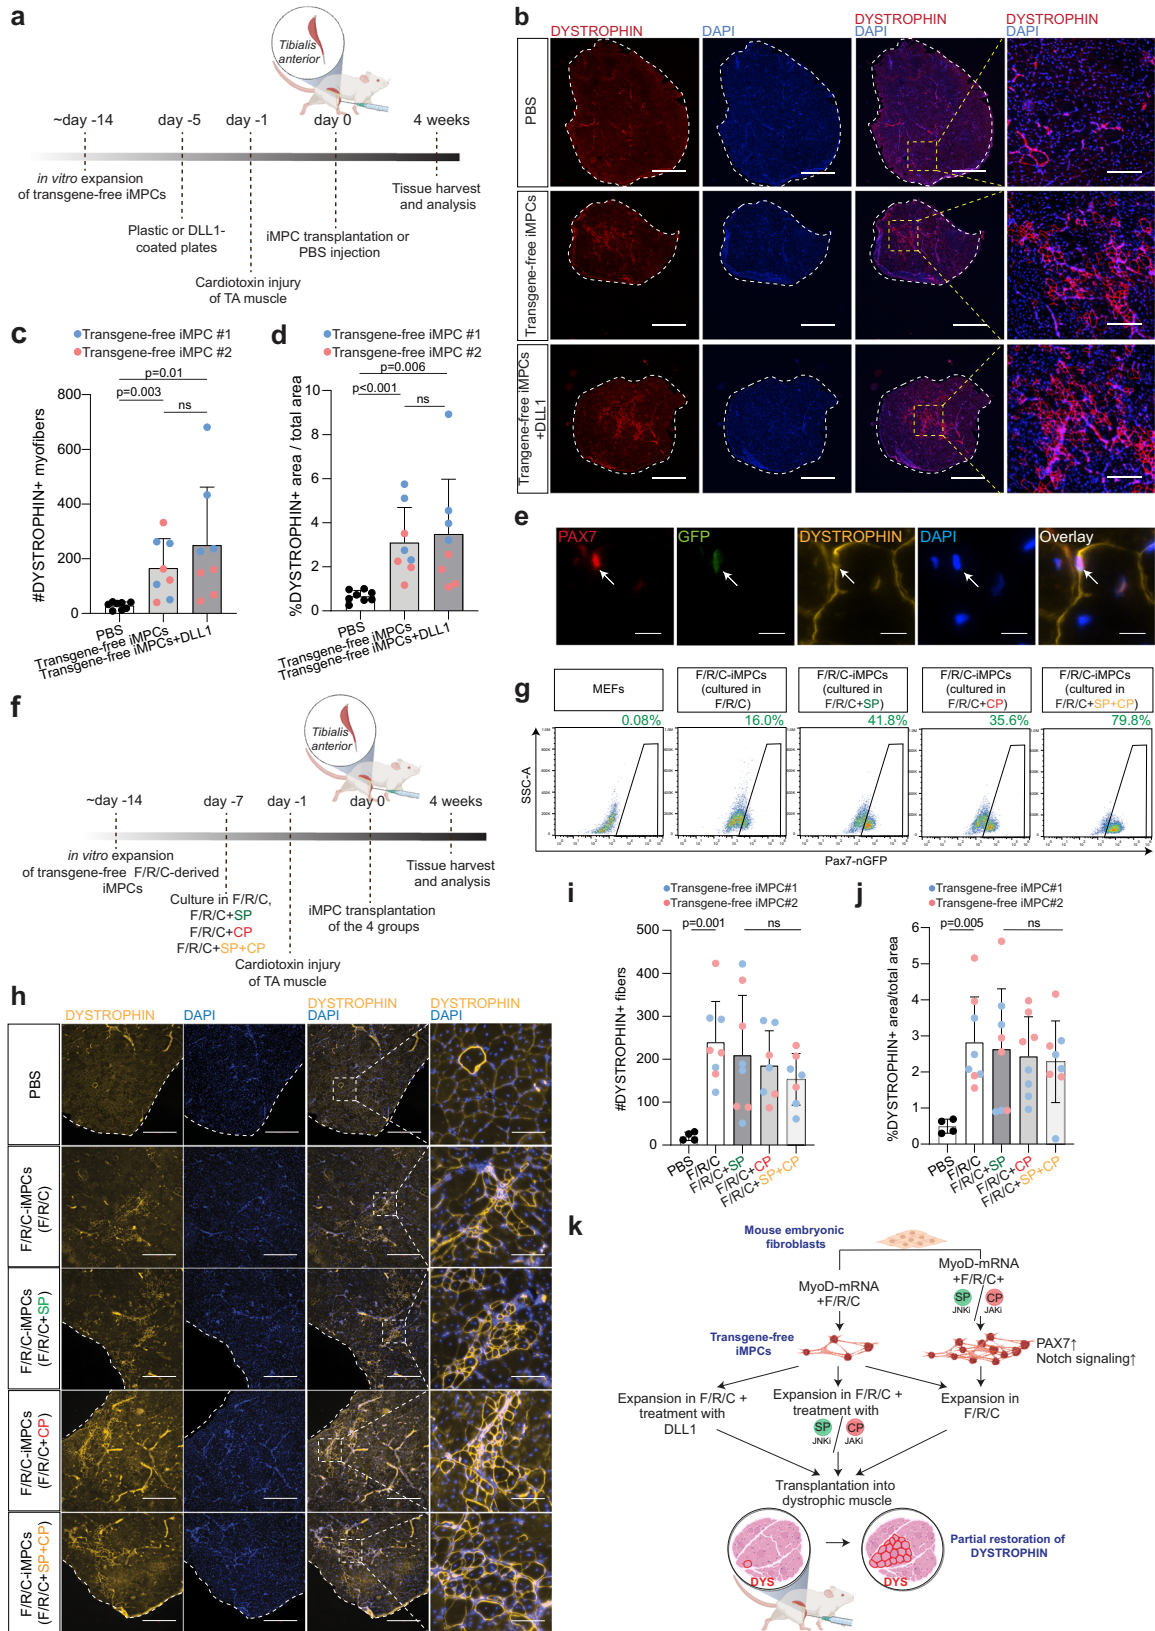 a
Tibialis
anterior
~day -14
day -5
day -1
day 0
4 weeks
in vitro expansion
of transgene-free iMPCs
Plastic or DLL1-
coated plates
Cardiotoxin injury
of TA muscle
iMPC transplantation or
PBS injection
Tissue harvest
and analysis
b
DYSTROPHIN
DAPI
DYSTROPHIN
DAPI
DYSTROPHIN
DAPI
PBS
Transgene-free iMPCs
Trangene-free iMPCs
+DLL1
c
Transgene-free iMPC #1
Transgene-free iMPC #2
p=0.01
p=0.003
ns
#DYSTROPHIN+ myofibers
800
600
400
200
0
PBS
Transgene-free iMPCs
Transgene-free iMPCs+DLL1
d
Transgene-free iMPC #1
Transgene-free iMPC #2
p=0.006
p<0.001
ns
%DYSTROPHIN+ area / total area
10
8
6
4
2
0
PBS
Transgene-free iMPCs
Transgene-free iMPCs+DLL1
e
PAX7
GFP
DYSTROPHIN
DAPI
Overlay
f
Tibialis
anterior
~day -14
day -7
day -1
day 0
4 weeks
in vitro expansion
of transgene-free F/R/C-derived
iMPCs
Culture in F/R/C,
F/R/C+SP
F/R/C+CP
F/R/C+SP+CP
Cardiotoxin injury
of TA muscle
iMPC transplantation
of the 4 groups
Tissue harvest
and analysis
g
MEFs
F/R/C-iMPCs
(cultured in
F/R/C)
F/R/C-iMPCs
(cultured in
F/R/C+SP)
F/R/C-iMPCs
(cultured in
F/R/C+CP)
F/R/C-iMPCs
(cultured in
F/R/C+SP+CP)
0.08%
16.0%
41.8%
35.6%
79.8%
SSC-A
Pax7-nGFP
h
DYSTROPHIN
DAPI
DYSTROPHIN
DAPI
DYSTROPHIN
DAPI
PBS
F/R/C-iMPCs
(F/R/C)
F/R/C-iMPCs
(F/R/C+SP)
F/R/C-iMPCs
(F/R/C+CP)
F/R/C-iMPCs
(F/R/C+SP+CP)
i
Transgene-free iMPC#1
Transgene-free iMPC#2
p=0.001
ns
#DYSTROPHIN+ fibers
500
400
300
200
100
0
PBS
F/R/C
F/R/C+SP
F/R/C+CP
F/R/C+SP+CP
j
Transgene-free iMPC#1
Transgene-free iMPC#2
p=0.005
ns
%DYSTROPHIN+ area/total area
6
5
4
3
2
1
0
PBS
F/R/C
F/R/C+SP
F/R/C+CP
F/R/C+SP+CP
k
Mouse embryonic
fibroblasts
MyoD-mRNA
+F/R/C
MyoD-mRNA
+F/R/C+
SP
CP
JNKi
JAKi
Transgene-free
iMPCs
PAX7↑
Notch signaling↑
Expansion in F/R/C +
treatment with
DLL1
Expansion in F/R/C +
treatment with
SP
CP
JNKi
JAKi
Expansion in
F/R/C
Transplantation into
dystrophic muscle
DYS
DYS
Partial restoration of
DYSTROPHIN